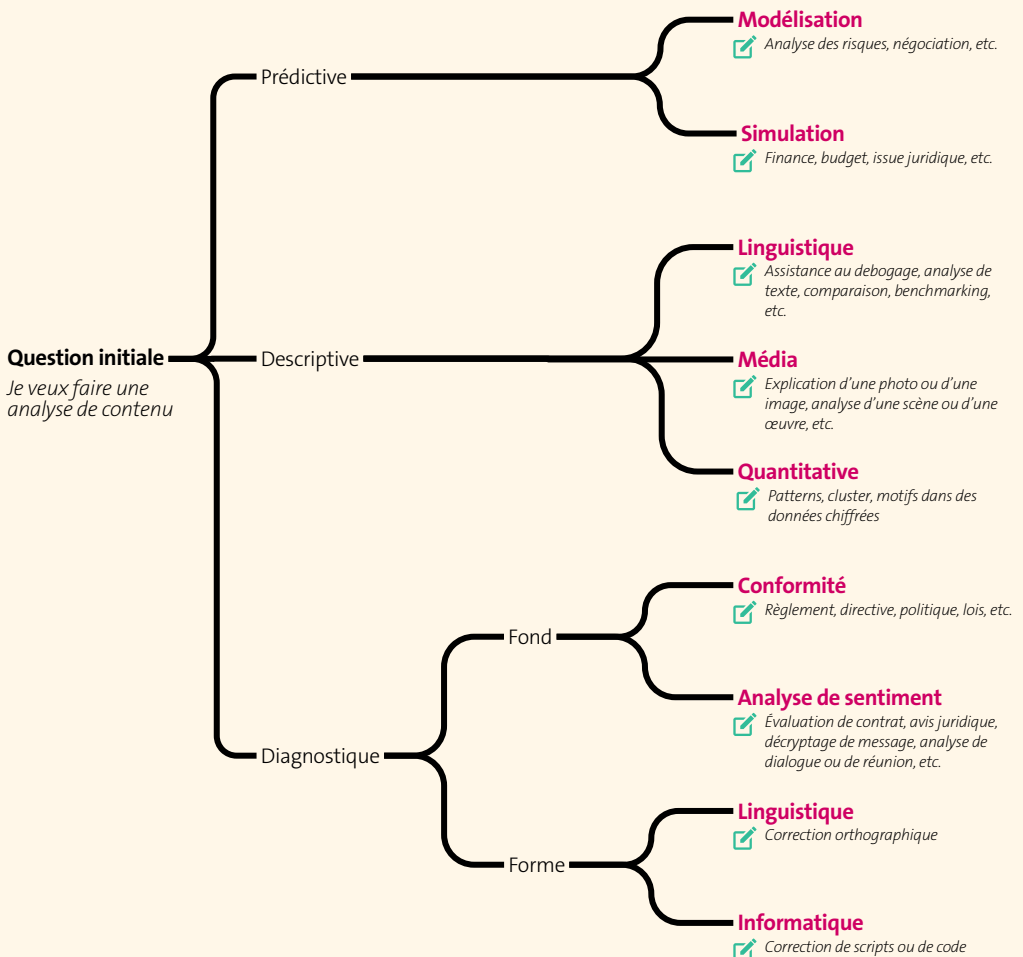 Question initiale
Je veux faire une
analyse de contenu
Prédictive
Modélisation
Analyse des risques, négociation, etc.
Simulation
Finance, budget, issue juridique, etc.
Descriptive
Linguistique
Assistance au debogage, analyse de
texte, comparaison, benchmarking,
etc.
Média
Explication d'une photo ou d'une
image, analyse d'une scène ou d'une
œuvre, etc.
Quantitative
Patterns, cluster, motifs dans des
données chiffrées
Diagnostique
Fond
Conformité
Règlement, directive, politique, lois, etc.
Analyse de sentiment
Évaluation de contrat, avis juridique,
décryptage de message, analyse de
dialogue ou de réunion, etc.
Forme
Linguistique
Correction orthographique
Informatique
Correction de scripts ou de code